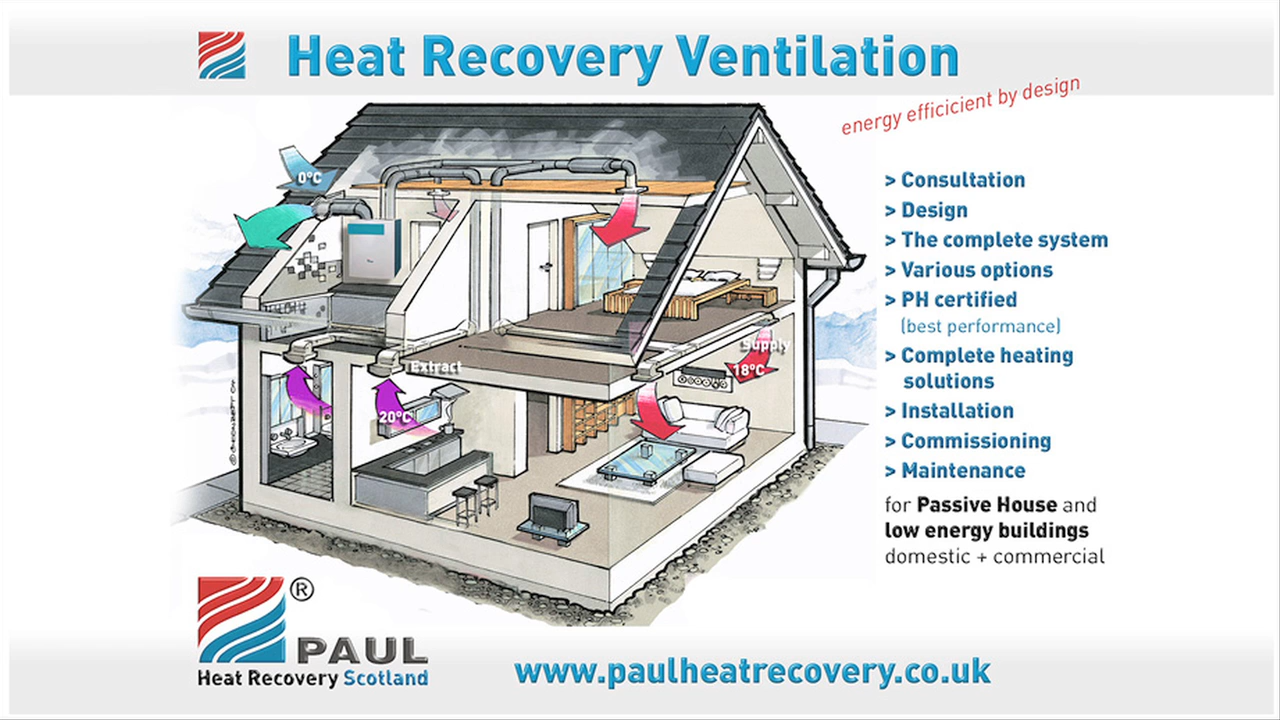 Heat Recovery Ventilation
energy efficicient by design
0°C
> Consultation
> Design
> The complete system
> Various options
> PH certified
(best performance)
> Complete heating
solutions
> Installation
> Commissioning
> Maintenance
for Passive House and
low energy buildings
domestic + commercial
Supply
18°C
Extract
20°C
®
PAUL
Heat Recovery Scotland
www.paulheatrecovery.co.uk